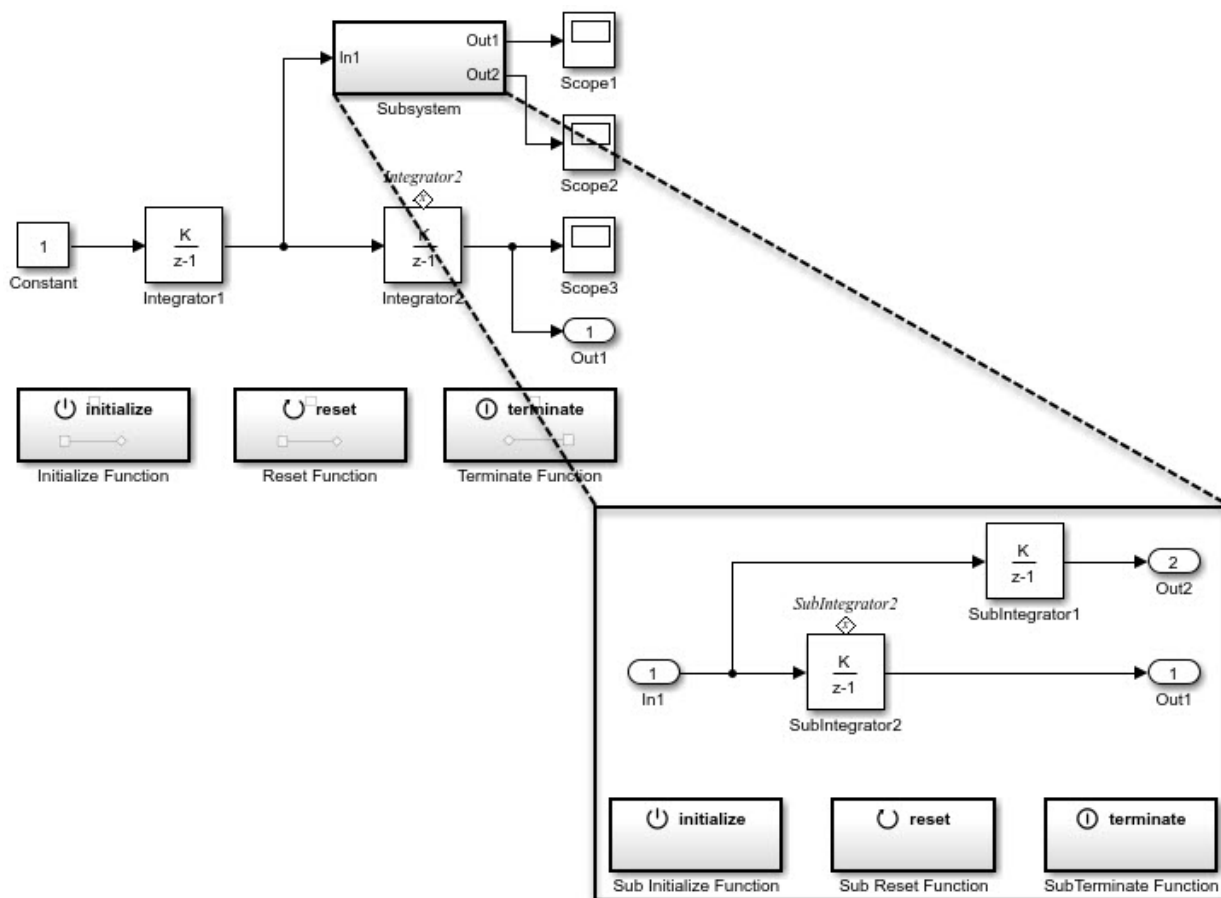 In1
Out1
Out2
Subsystem
Scope1
Scope2
Integrator2
x
1
Constant
K
z-1
Integrator1
K
z-1
Integrator2
Scope3
1
Out1
initialize
Initialize Function
reset
Reset Function
terminate
Terminate Function
K
z-1
SubIntegrator1
2
Out2
SubIntegrator2
x
1
In1
K
z-1
SubIntegrator2
1
Out1
initialize
Sub Initialize Function
reset
Sub Reset Function
terminate
SubTerminate Function